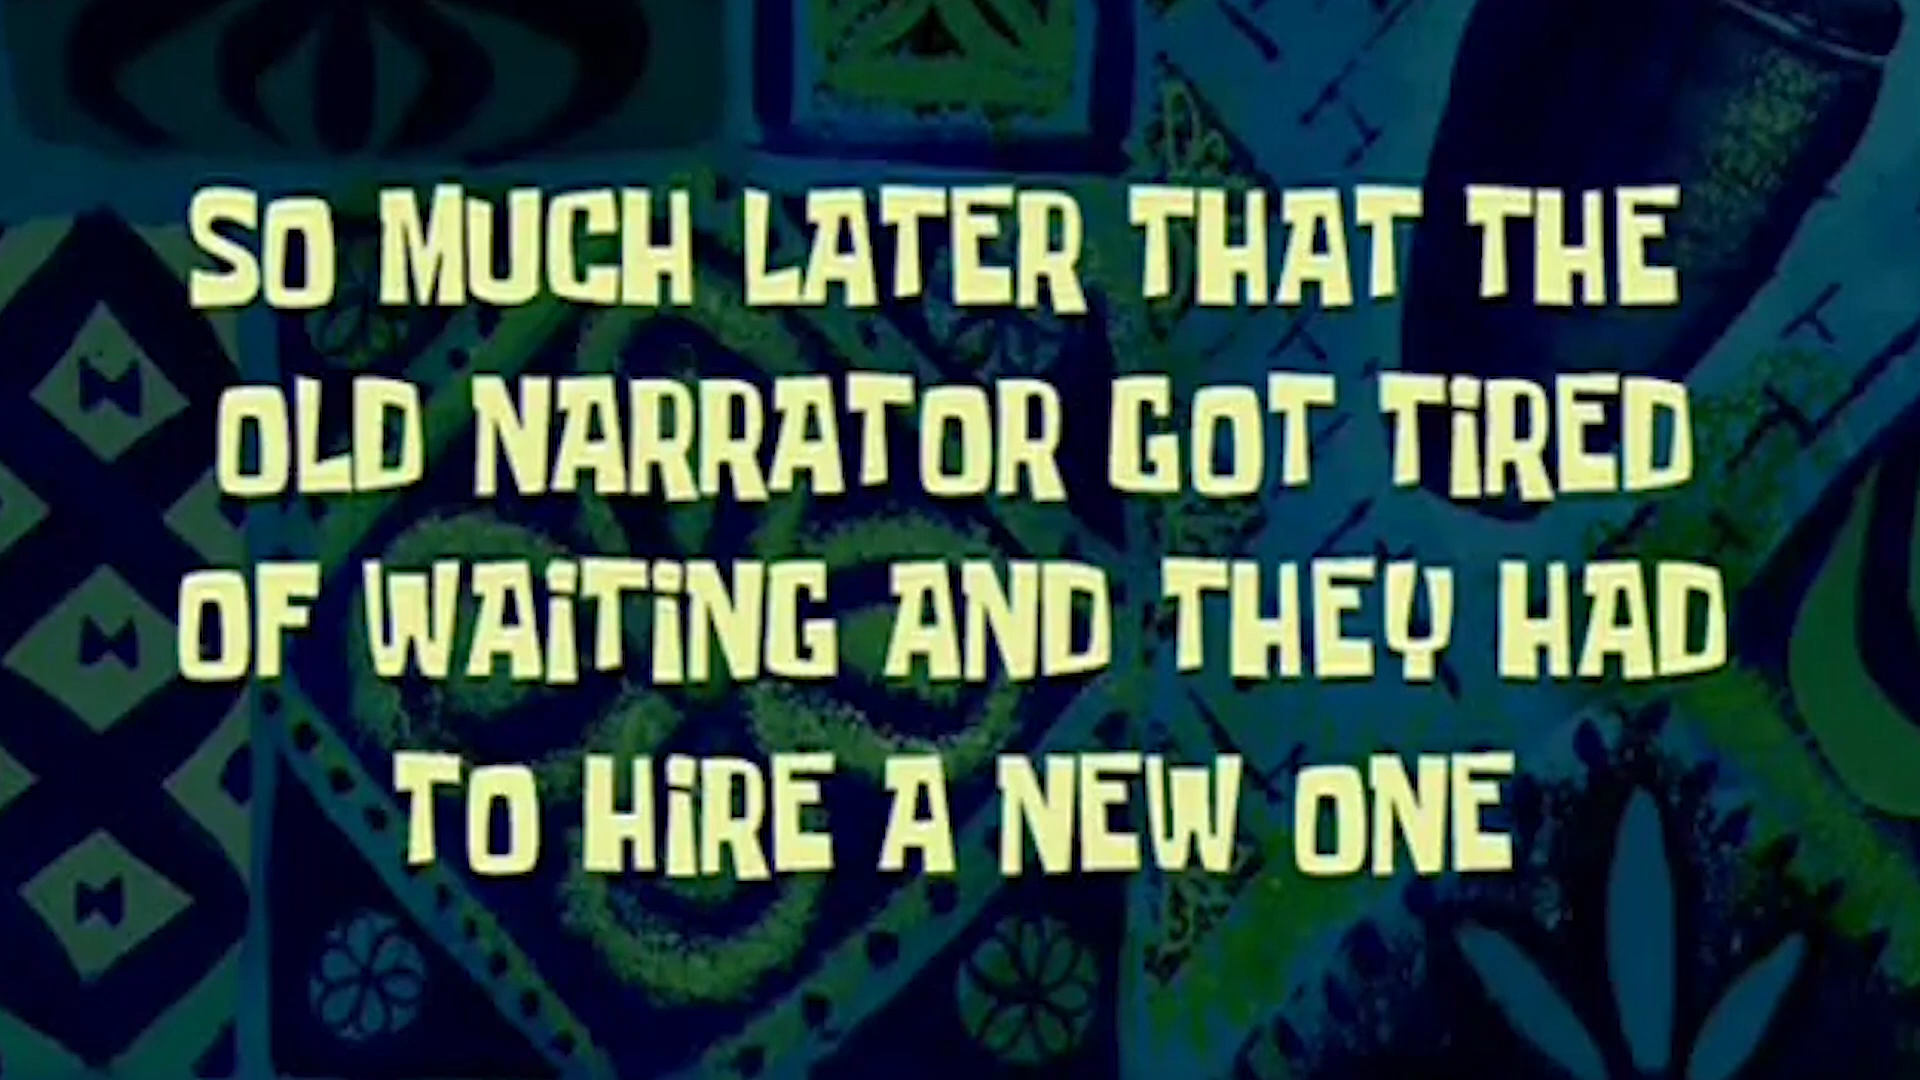 SO MUCH LATER THAT THE
OLD NARRATOR GOT TIRED
OF WAITING AND THEY HAD
TO HIRE A NEW ONE